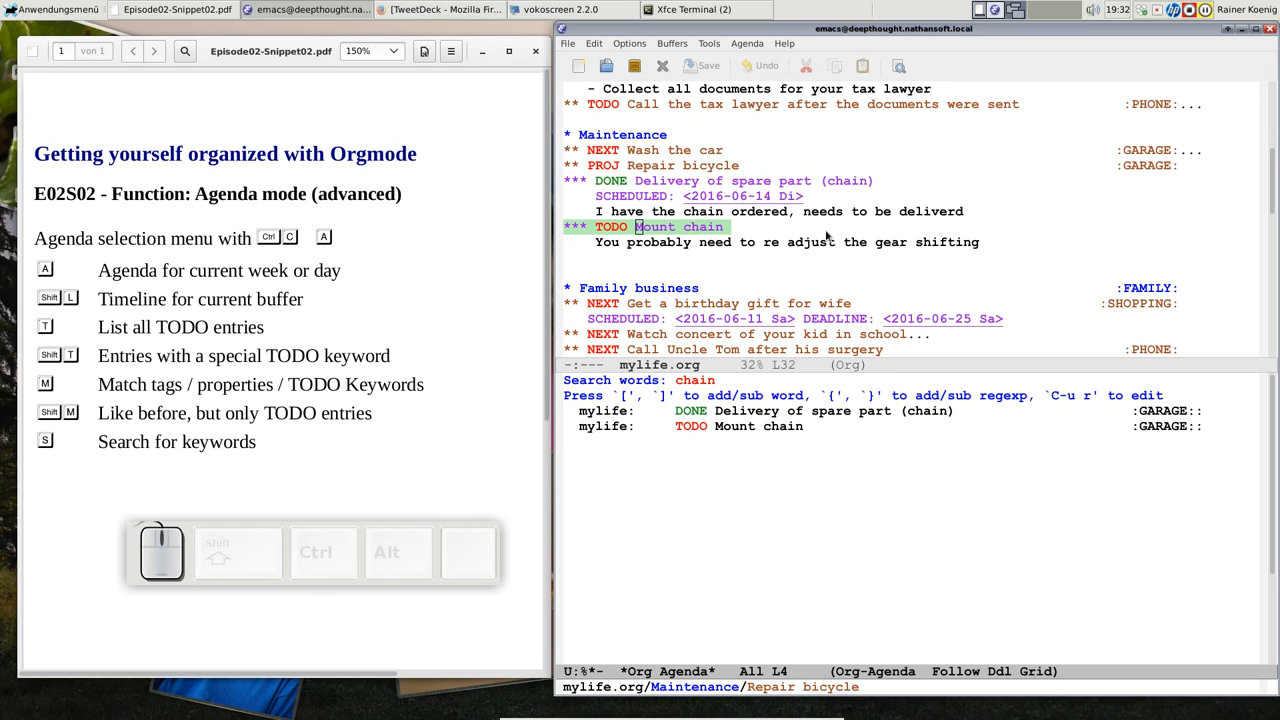 Anwendungsmenü
Episode02-Snippet02.pdf
emacs@deepthought.na...
[TweetDeck - Mozilla Fir...
vokoscreen 2.2.0
Xfce Terminal (2)
19:32
Rainer Koenig
1 von 1
Episode02-Snippet02.pdf
150%
Getting yourself organized with Orgmode
E02S02 - Function: Agenda mode (advanced)
Agenda selection menu with Ctrl C A
A Agenda for current week or day
Shift L Timeline for current buffer
T List all TODO entries
Shift T Entries with a special TODO keyword
M Match tags / properties / TODO Keywords
Shift M Like before, but only TODO entries
S Search for keywords
Shift Ctrl Alt
emacs@deepthought.nathansoft.local
File Edit Options Buffers Tools Agenda Help
Save Undo
- Collect all documents for your tax lawyer
** TODO Call the tax lawyer after the documents were sent :PHONE:...
* Maintenance
** NEXT Wash the car :GARAGE:...
** PROJ Repair bicycle :GARAGE:
*** DONE Delivery of spare part (chain)
SCHEDULED: <2016-06-14 Di>
I have the chain ordered, needs to be deliverd
*** TODO Mount chain
You probably need to re adjust the gear shifting
* Family business :FAMILY:
** NEXT Get a birthday gift for wife :SHOPPING:
SCHEDULED: <2016-06-11 Sa> DEADLINE: <2016-06-25 Sa>
** NEXT Watch concert of your kid in school...
** NEXT Call Uncle Tom after his surgery :PHONE:
-:--- mylife.org 32% L32 (Org)
Search words: chain
Press `[', `]' to add/sub word, `{', `}' to add/sub regexp, `C-u r' to edit
mylife: DONE Delivery of spare part (chain) :GARAGE::
mylife: TODO Mount chain :GARAGE::
U:%*- *Org Agenda* All L4 (Org-Agenda Follow Ddl Grid)
mylife.org/Maintenance/Repair bicycle